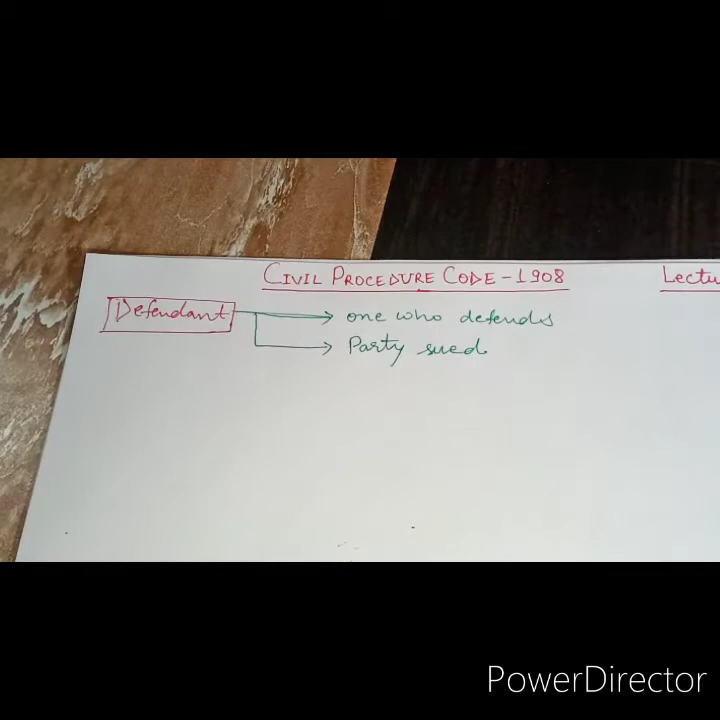 CIVIL PROCEDURE CODE-1908
Lectu
Defendant
one who defends
Party sued
PowerDirector